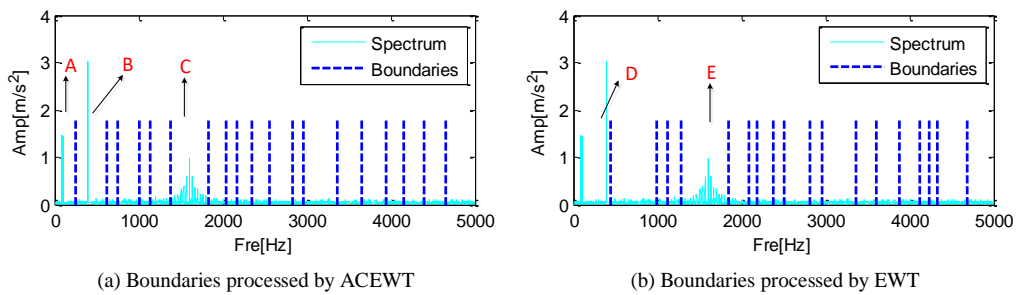 4
3
2
1
0
Amp[m/s²]
A
B
C
Spectrum
Boundaries
0 1000 2000 3000 4000 5000
Fre[Hz]
(a) Boundaries processed by ACEWT
4
3
2
1
0
Amp[m/s²]
D
E
Spectrum
Boundaries
0 1000 2000 3000 4000 5000
Fre[Hz]
(b) Boundaries processed by EWT